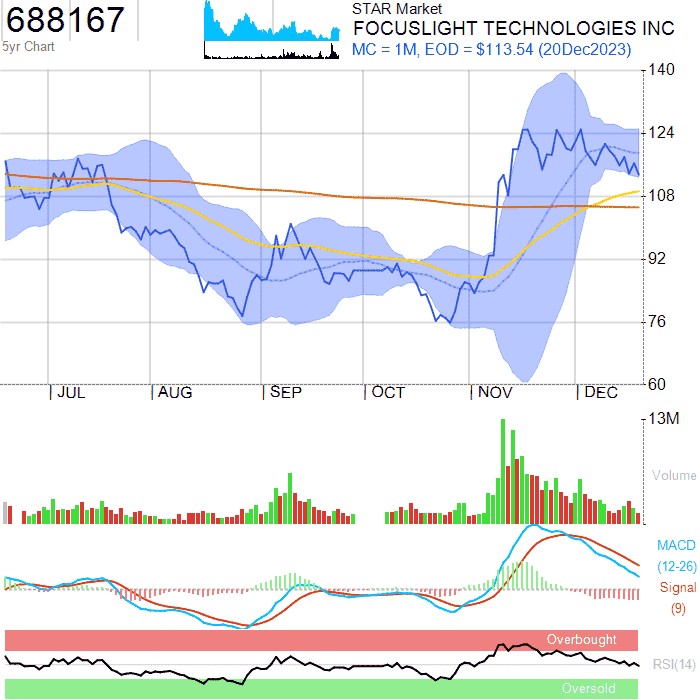 688167
5yr Chart
STAR Market
FOCUSLIGHT TECHNOLOGIES INC
MC = 1M, EOD = $113.54 (20Dec2023)
140
124
108
92
76
60
JUL AUG SEP OCT NOV DEC
13M
Volume
MACD
(12-26)
Signal
(9)
Overbought
RSI(14)
Oversold